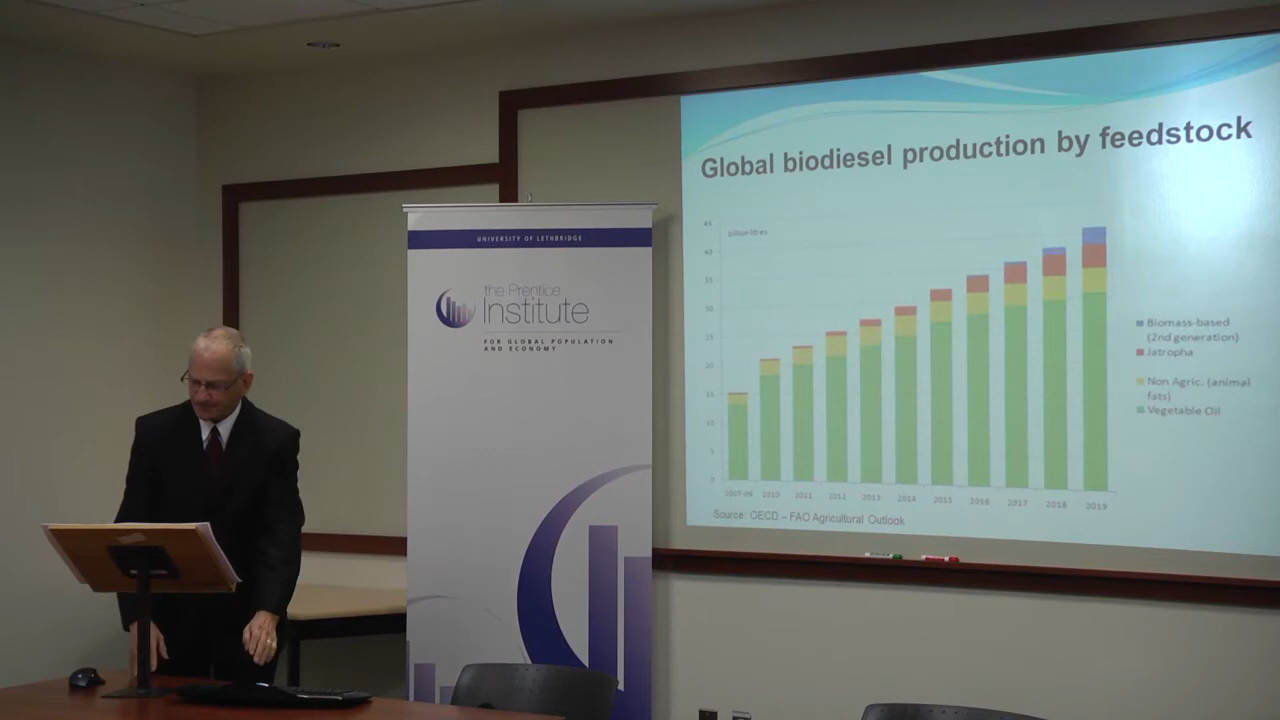 UNIVERSITY OF LETHBRIDGE
the Prentice
Institute
FOR GLOBAL POPULATION
AND ECONOMY
Global biodiesel production by feedstock
45
40
35
30
25
20
15
10
5
0
billion litres
2007-09 2010 2011 2012 2013 2014 2015 2016 2017 2018 2019
Biomass-based
(2nd generation)
Jatropha
Non Agric. (animal
fats)
Vegetable Oil
Source: OECD – FAO Agricultural Outlook